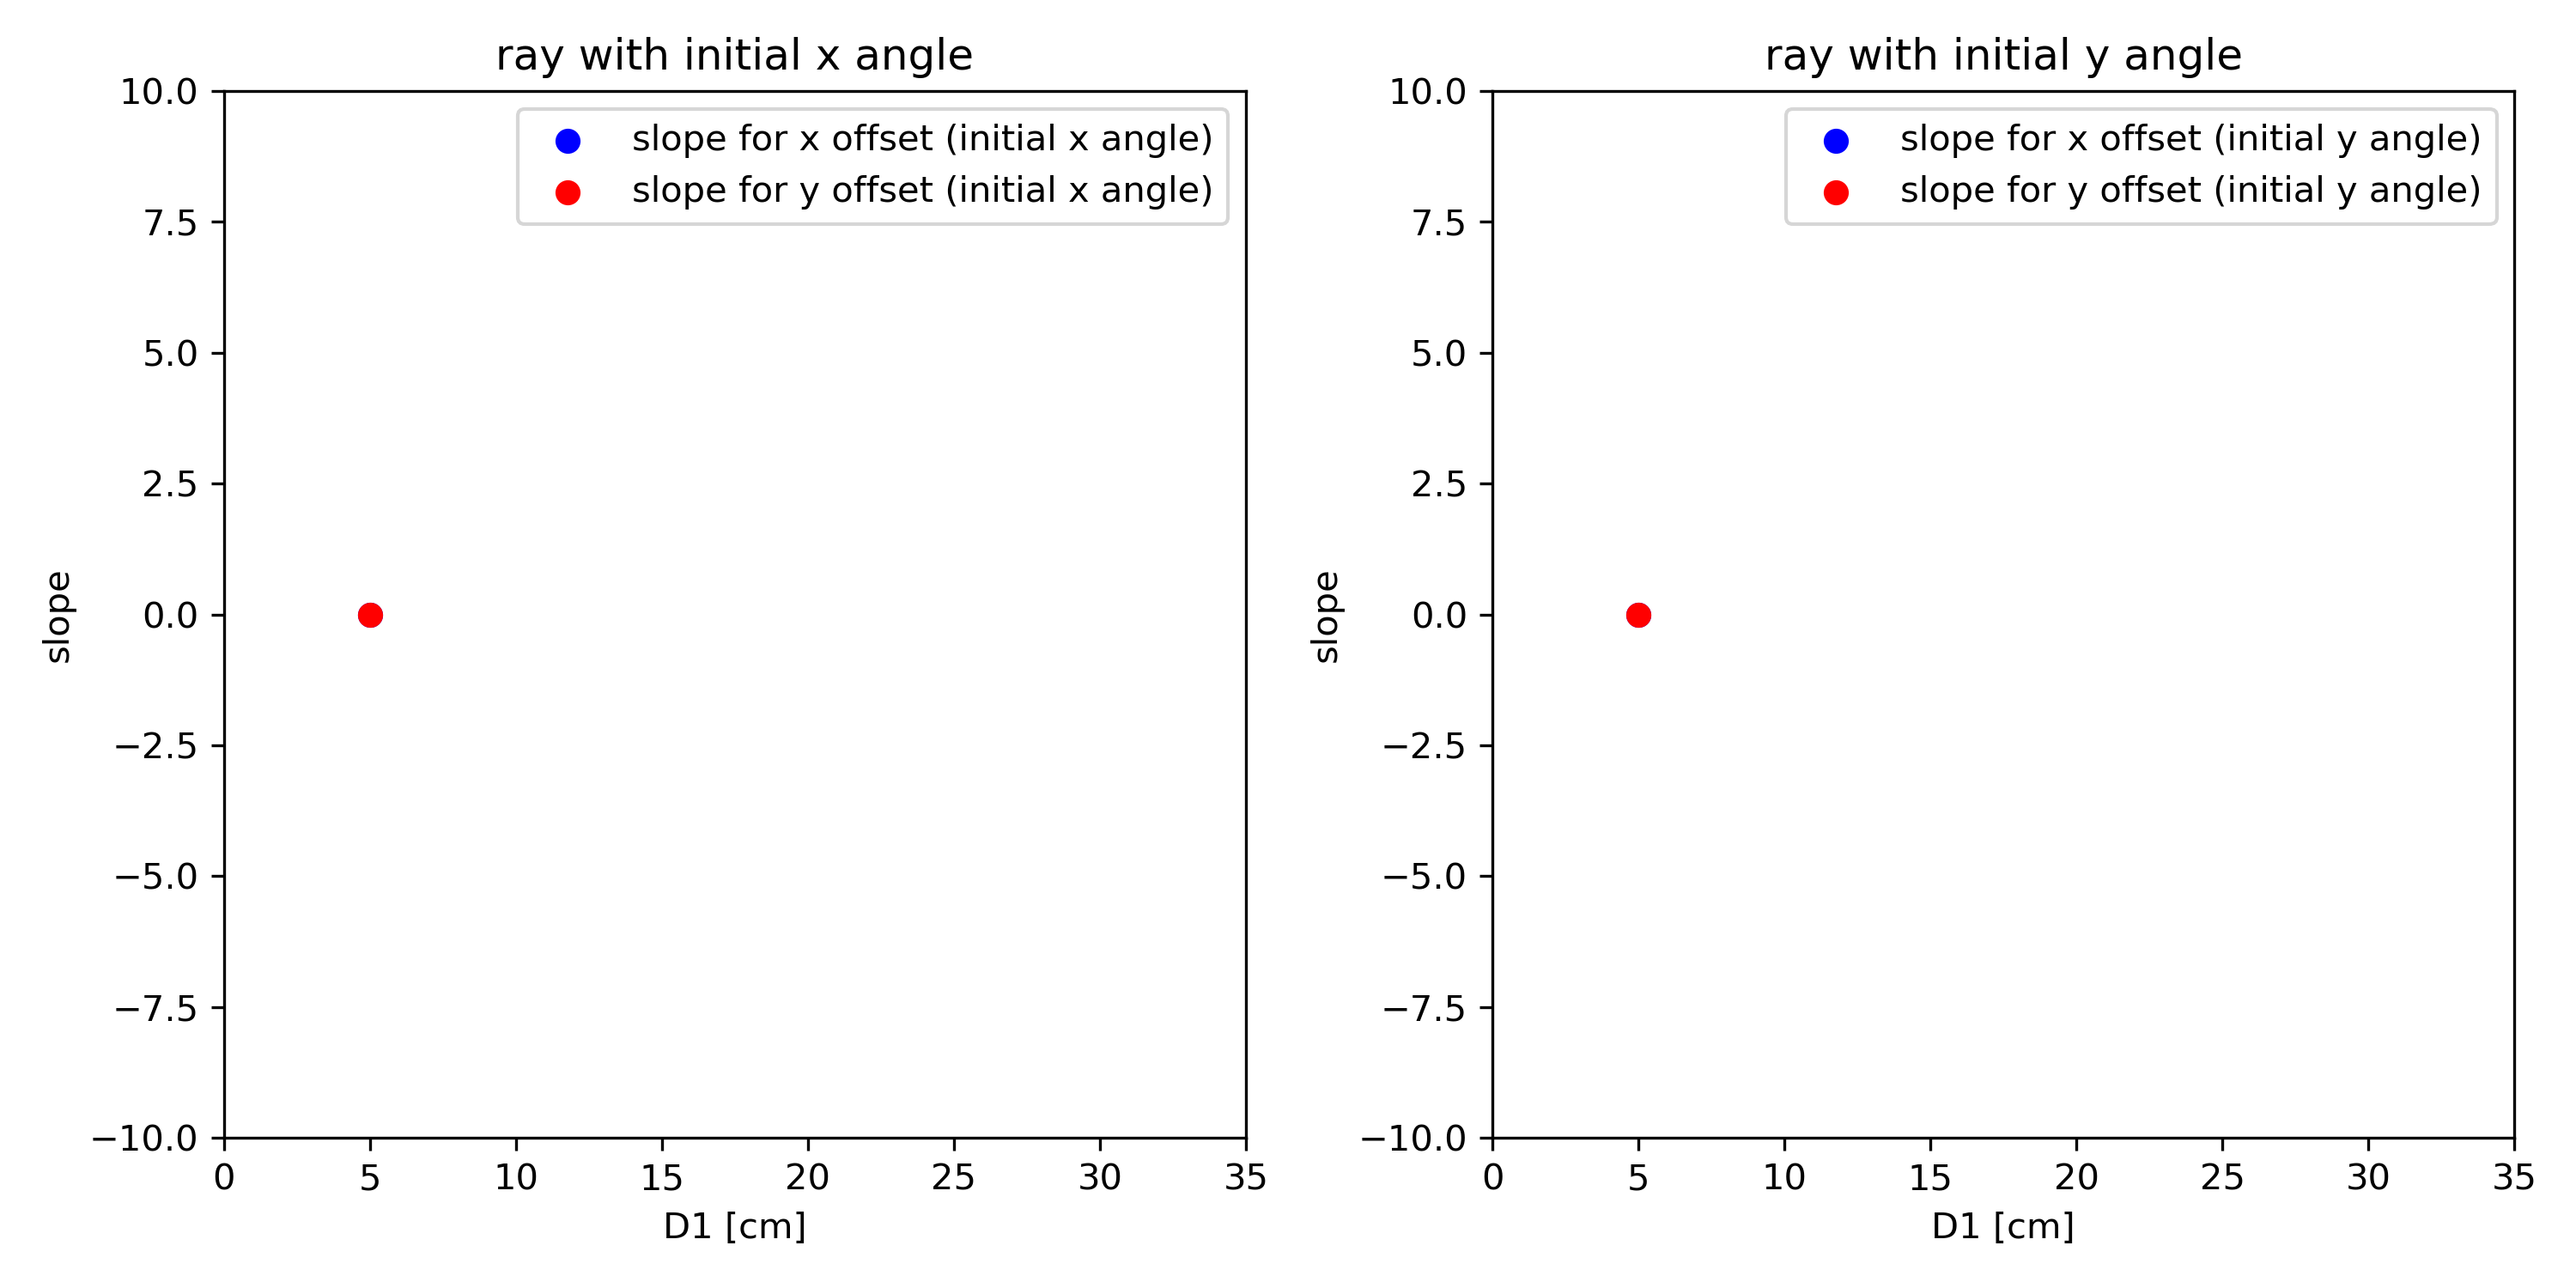 ray with initial x angle
slope for x offset (initial x angle)
slope for y offset (initial x angle)
10.0
7.5
5.0
2.5
0.0
−2.5
−5.0
−7.5
−10.0
slope
0 5 10 15 20 25 30 35
D1 [cm]
ray with initial y angle
slope for x offset (initial y angle)
slope for y offset (initial y angle)
10.0
7.5
5.0
2.5
0.0
−2.5
−5.0
−7.5
−10.0
slope
0 5 10 15 20 25 30 35
D1 [cm]